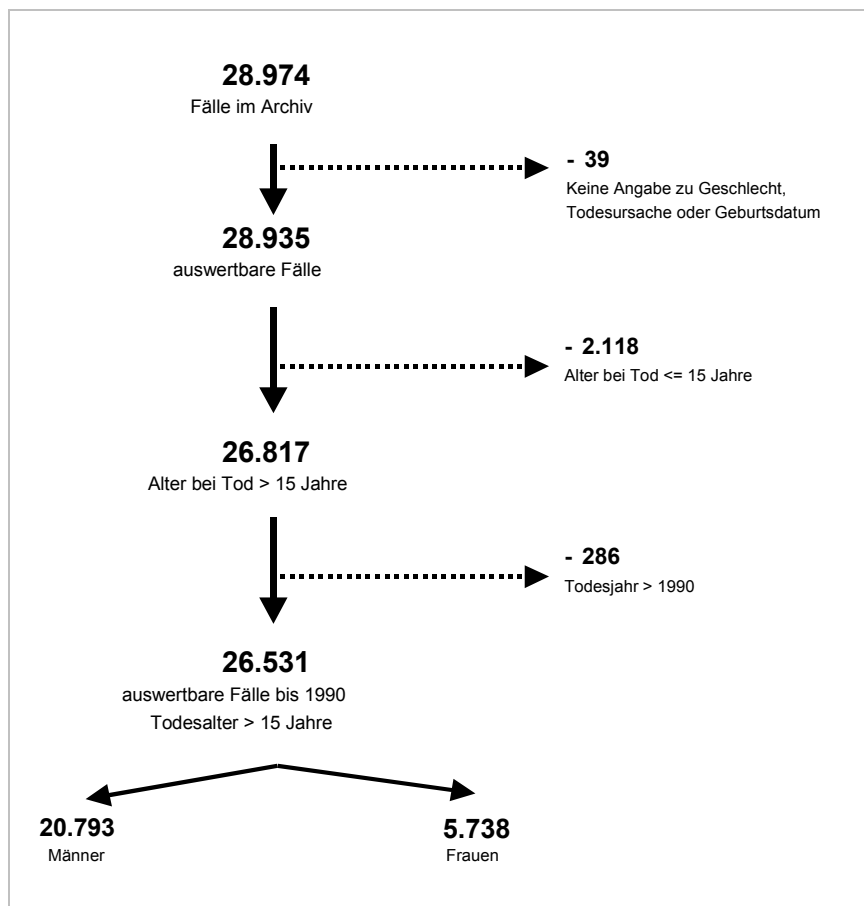 28.974
Fälle im Archiv
- 39
Keine Angabe zu Geschlecht,
Todesursache oder Geburtsdatum
28.935
auswertbare Fälle
- 2.118
Alter bei Tod <= 15 Jahre
26.817
Alter bei Tod > 15 Jahre
- 286
Todesjahr > 1990
26.531
auswertbare Fälle bis 1990
Todesalter > 15 Jahre
20.793
Männer
5.738
Frauen